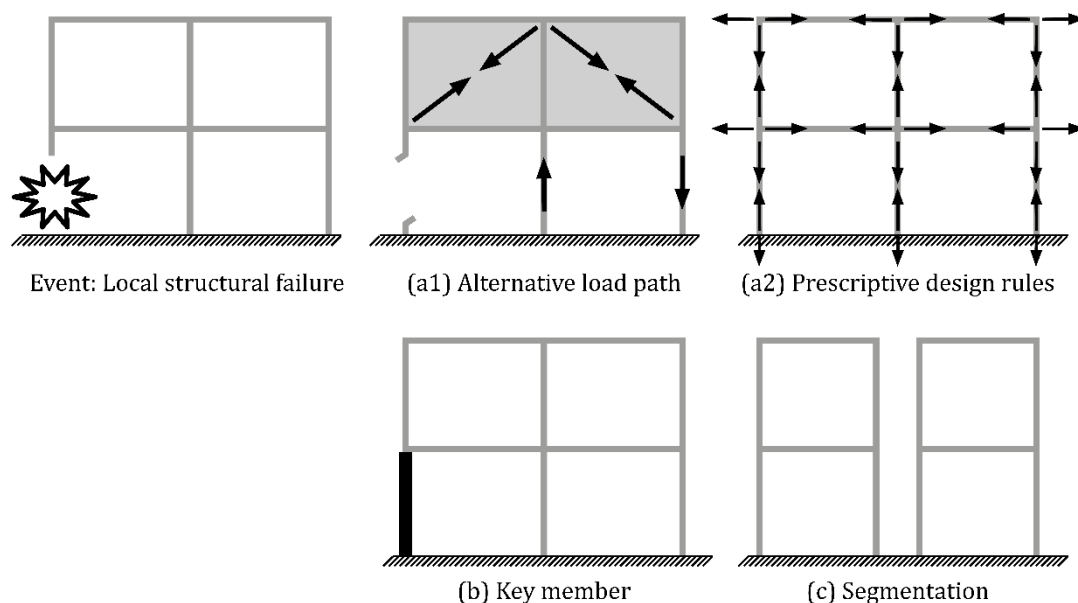 Event: Local structural failure
(a1) Alternative load path
(a2) Prescriptive design rules
(b) Key member
(c) Segmentation